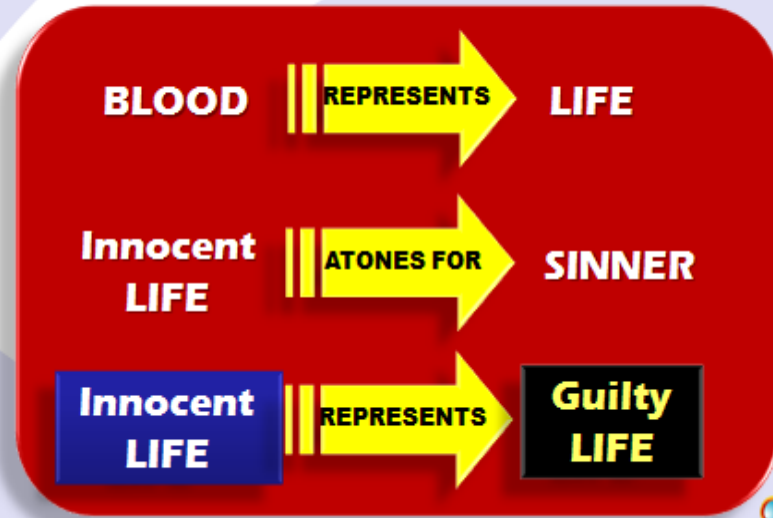 BLOOD REPRESENTS LIFE
Innocent
LIFE
ATONES FOR
SINNER
Innocent
LIFE
REPRESENTS
Guilty
LIFE